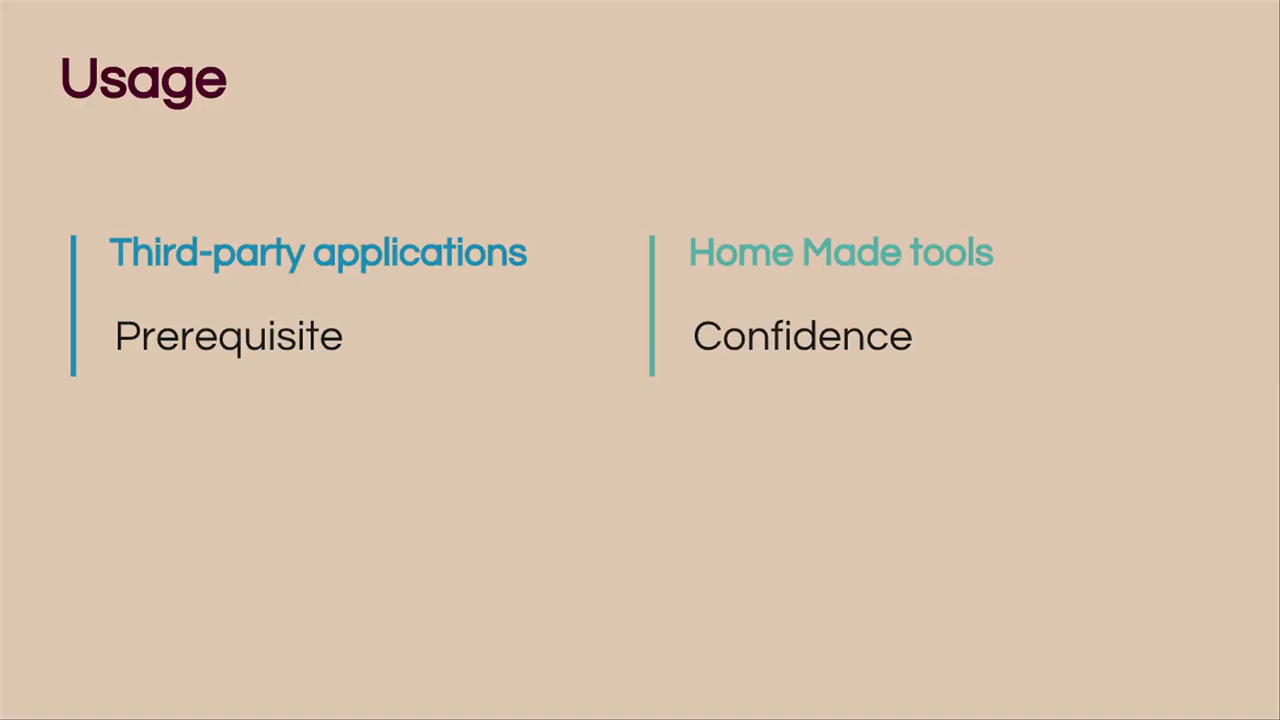 Usage
Third-party applications
Prerequisite
Home Made tools
Confidence